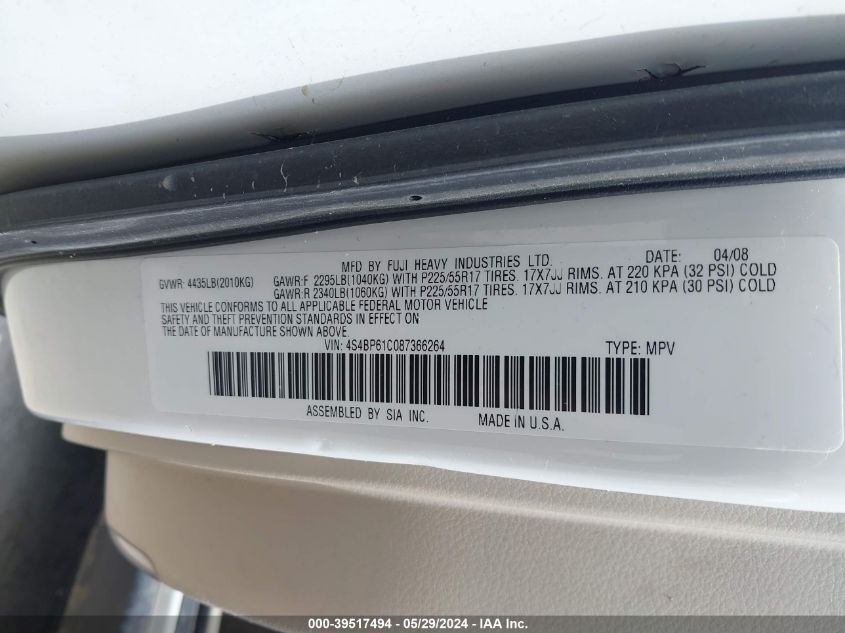 MFD BY FUJI HEAVY INDUSTRIES LTD. DATE: 04/08
GVWR: 4435LB(2010KG) GAWR:F 2295LB(1040KG) WITH P225/55R17 TIRES. 17X7JJ RIMS. AT 220 KPA (32 PSI) COLD
GAWR:R 2340LB(1060KG) WITH P225/55R17 TIRES. 17X7JJ RIMS. AT 210 KPA (30 PSI) COLD
THIS VEHICLE CONFORMS TO ALL APPLICABLE FEDERAL MOTOR VEHICLE
SAFETY AND THEFT PREVENTION STANDARDS IN EFFECT ON
THE DATE OF MANUFACTURE SHOWN ABOVE.
VIN: 4S4BP61C087366264 TYPE: MPV
ASSEMBLED BY SIA INC. MADE IN U.S.A.
000-39517494 - 05/29/2024 - IAA Inc.